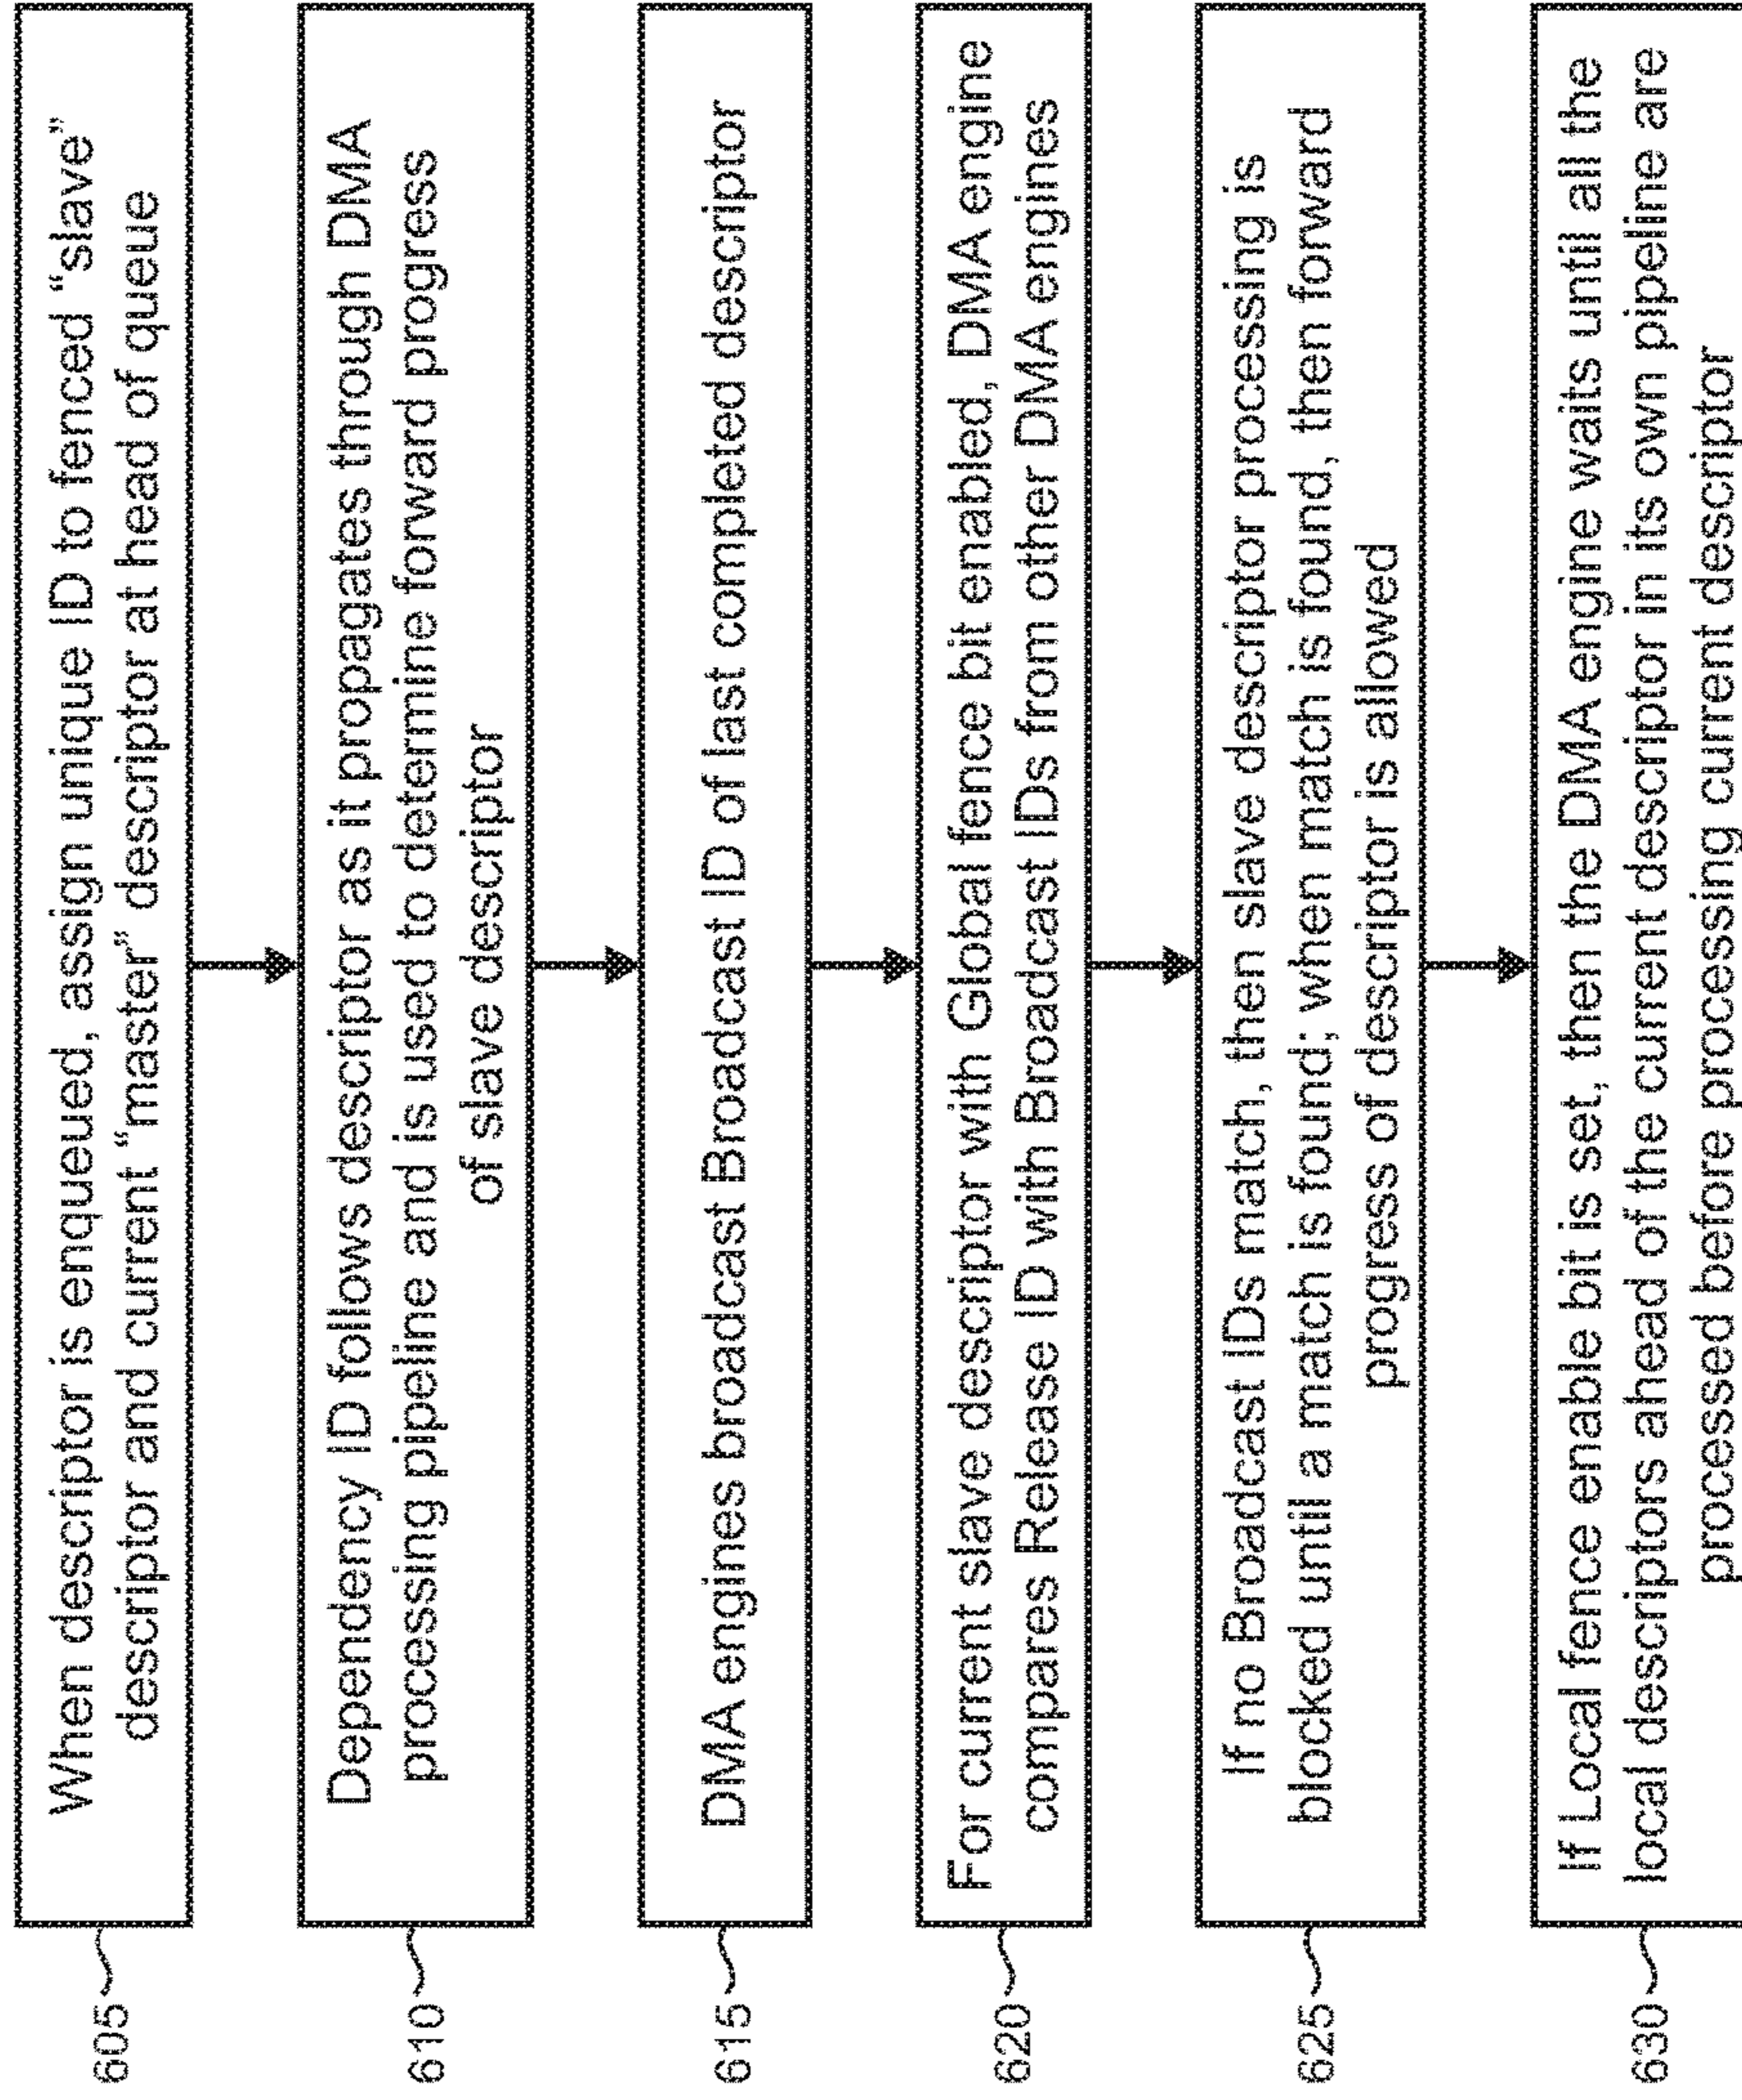 605
When descriptor is enqueued, assign unique ID to fenced "slave"
descriptor and current "master" descriptor at head of queue
610
Dependency ID follows descriptor as it propagates through DMA
processing pipeline and is used to determine forward progress
of slave descriptor
615
DMA engines broadcast Broadcast ID of last completed descriptor
620
For current slave descriptor with Global fence bit enabled, DMA engine
compares Release ID with Broadcast IDs from other DMA engines
625
If no Broadcast IDs match, then slave descriptor processing is
blocked until a match is found; when match is found, then forward
progress of descriptor is allowed
630
If Local fence enable bit is set, then the DMA engine waits until all the
local descriptors ahead of the current descriptor in its own pipeline are
processed before processing current descriptor